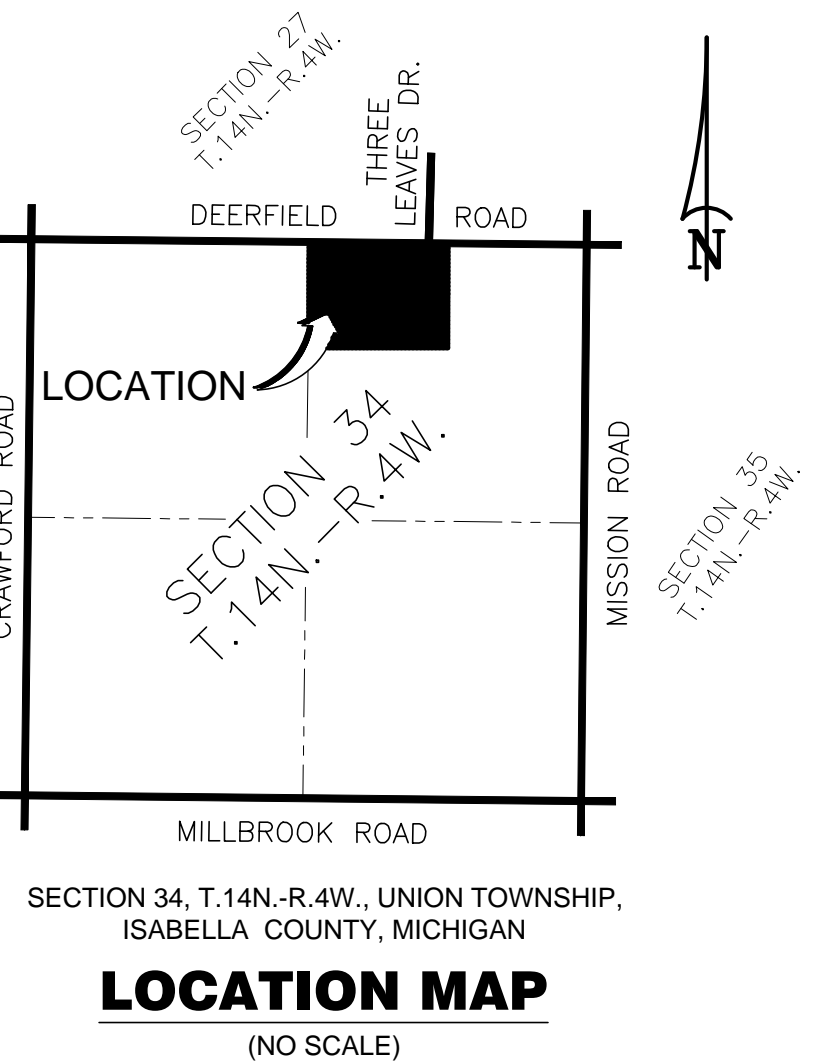 SECTION 27
T.14N.-R.4W.
THREE
LEAVES DR.
DEERFIELD ROAD
N
LOCATION
CRAWFORD ROAD
SECTION 34
T.14N.-R.4W.
MISSION ROAD
SECTION 35
T.14N.-R.4W.
MILLBROOK ROAD
SECTION 34, T.14N.-R.4W., UNION TOWNSHIP,
ISABELLA COUNTY, MICHIGAN
LOCATION MAP
(NO SCALE)